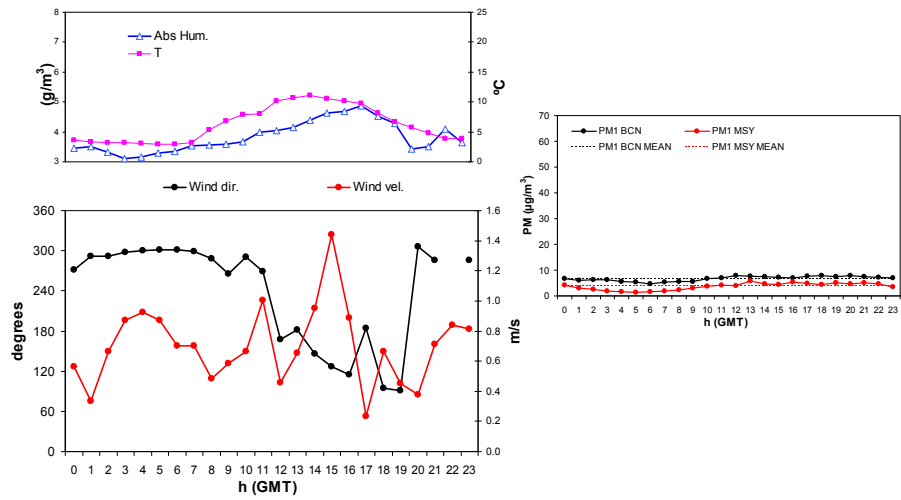 8
7
6
5
4
3
(g/m³)
Abs Hum.
T
25
20
15
10
5
0
ºC
Wind dir. Wind vel.
360
300
240
180
120
60
0
degrees
1.6
1.4
1.2
1.0
0.8
0.6
0.4
0.2
0.0
m/s
0 1 2 3 4 5 6 7 8 9 10 11 12 13 14 15 16 17 18 19 20 21 22 23
h (GMT)
70
60
50
40
30
20
10
0
PM (µg/m³)
PM1 BCN PM1 MSY
PM1 BCN MEAN PM1 MSY MEAN
0 1 2 3 4 5 6 7 8 9 10 11 12 13 14 15 16 17 18 19 20 21 22 23
h (GMT)